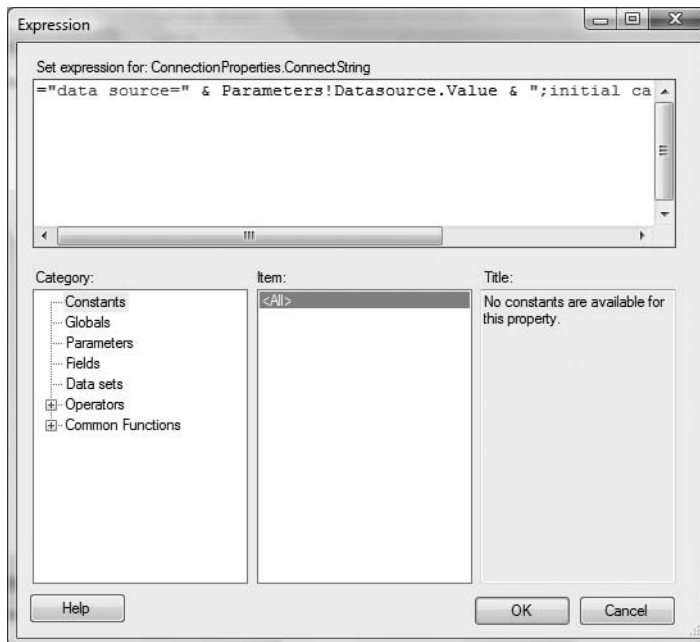 Expression
Set expression for: ConnectionProperties.ConnectString
="data source=" & Parameters!Datasource.Value & ";initial ca
Category:
Item:
Title:
Constants
Globals
Parameters
Fields
Data sets
Operators
Common Functions
<All>
No constants are available for
this property.
Help
OK
Cancel